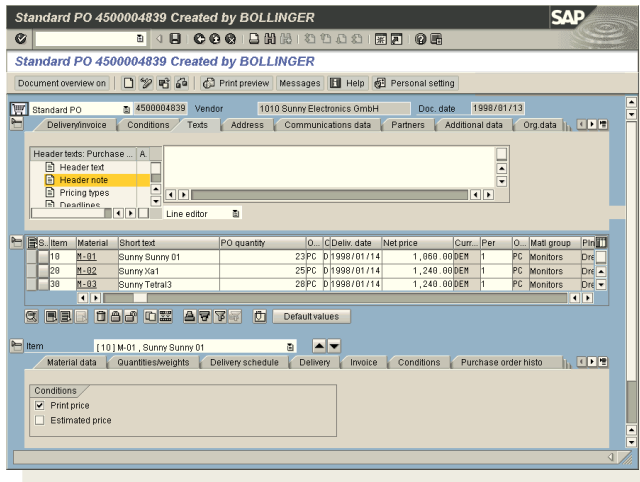 Standard PO 4500004839 Created by BOLLINGER
SAP
Standard PO 4500004839 Created by BOLLINGER
Document overview on Print preview Messages Help Personal setting
Standard PO 4500004839 Vendor 1010 Sunny Electronics GmbH Doc. date 1998/01/13
Delivery/invoice Conditions Texts Address Communications data Partners Additional data Org.data
Header texts: Purchase ... A.
Header text
Header note
Pricing types
Deadlines
Line editor
S.. Item Material Short text PO quantity O... C Deliv. date Net price Curr... Per O... Matl group Pln
10 M-01 Sunny Sunny 01 23 PC D 1998/01/14 1,060.00 DEM 1 PC Monitors Dre
20 M-02 Sunny Xa1 25 PC D 1998/01/14 1,240.00 DEM 1 PC Monitors Dre
30 M-03 Sunny Tetral3 28 PC D 1998/01/14 1,240.00 DEM 1 PC Monitors Dre
Default values
Item [ 10 ] M-01 , Sunny Sunny 01
Material data Quantities/weights Delivery schedule Delivery Invoice Conditions Purchase order histo
Conditions
Print price
Estimated price